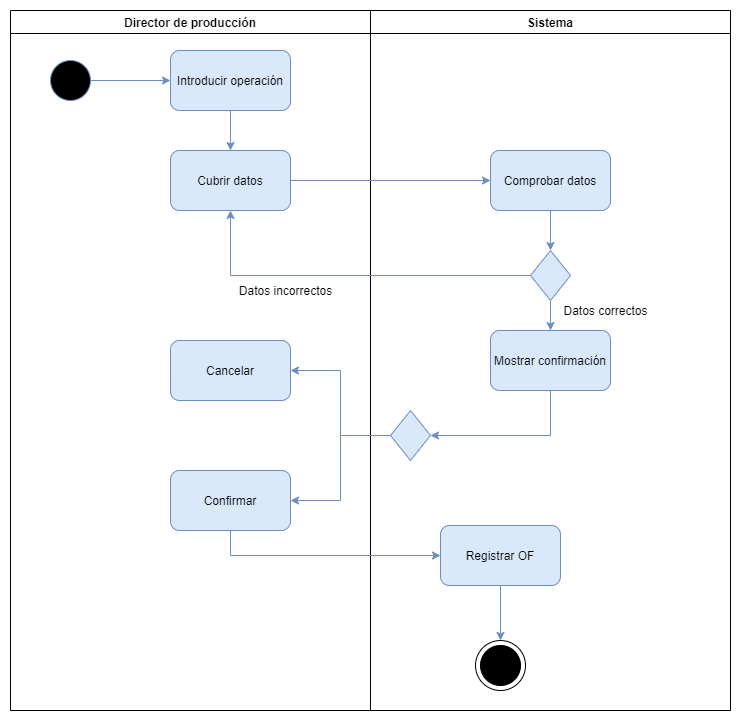 Director de producción
Sistema
Introducir operación
Cubrir datos
Comprobar datos
Datos incorrectos
Datos correctos
Cancelar
Mostrar confirmación
Confirmar
Registrar OF